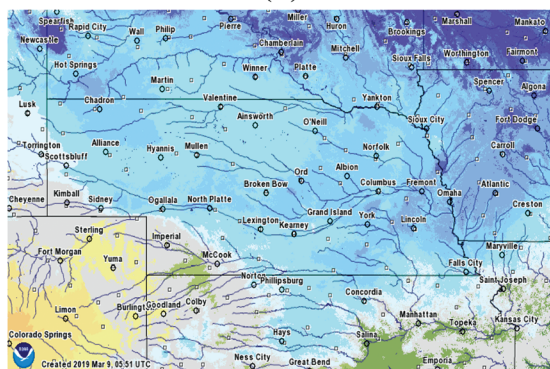 Spearfish
Rapid City
Wall
Philip
Pierre
Miller
Huron
Brookings
Marshall
Mankato
Newcastle
Chamberlain
Mitchell
Sioux Falls
Worthington
Fairmont
Hot Springs
Winner
Platte
Martin
Spencer
Algona
Lusk
Chadron
Valentine
Yankton
Ainsworth
O'Neill
Sioux City
Fort Dodge
Torrington
Alliance
Hyannis
Mullen
Norfolk
Carroll
Scottsbluff
Ord
Albion
Broken Bow
Columbus
Fremont
Atlantic
Kimball
Cheyenne
Sidney
Ogallala
North Platte
Omaha
Creston
Lexington
Grand Island
York
Kearney
Lincoln
Sterling
Imperial
Maryville
Fort Morgan
Yuma
McCook
Falls City
Norton
Phillipsburg
Saint Joseph
Limon
Burlington
Goodland
Colby
Concordia
Manhattan
Topeka
Kansas City
Colorado Springs
Hays
Salina
Ness City
Great Bend
Emporia
Created 2019 Mar 9, 05:51 UTC